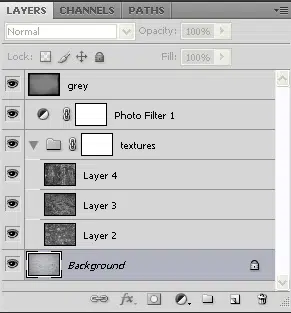 LAYERS CHANNELS PATHS
Normal Opacity: 100%
Lock: Fill: 100%
grey
Photo Filter 1
textures
Layer 4
Layer 3
Layer 2
Background
fx